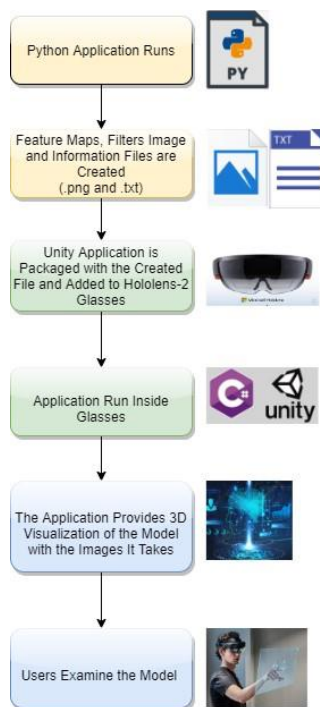 Python Application Runs
PY
Feature Maps, Filters Image
and Information Files are
Created
(.png and .txt)
TXT
Unity Application is
Packaged with the Created
File and Added to Hololens-2
Glasses
Application Run Inside
Glasses
C#
unity
The Application Provides 3D
Visualization of the Model
with the Images It Takes
Users Examine the Model